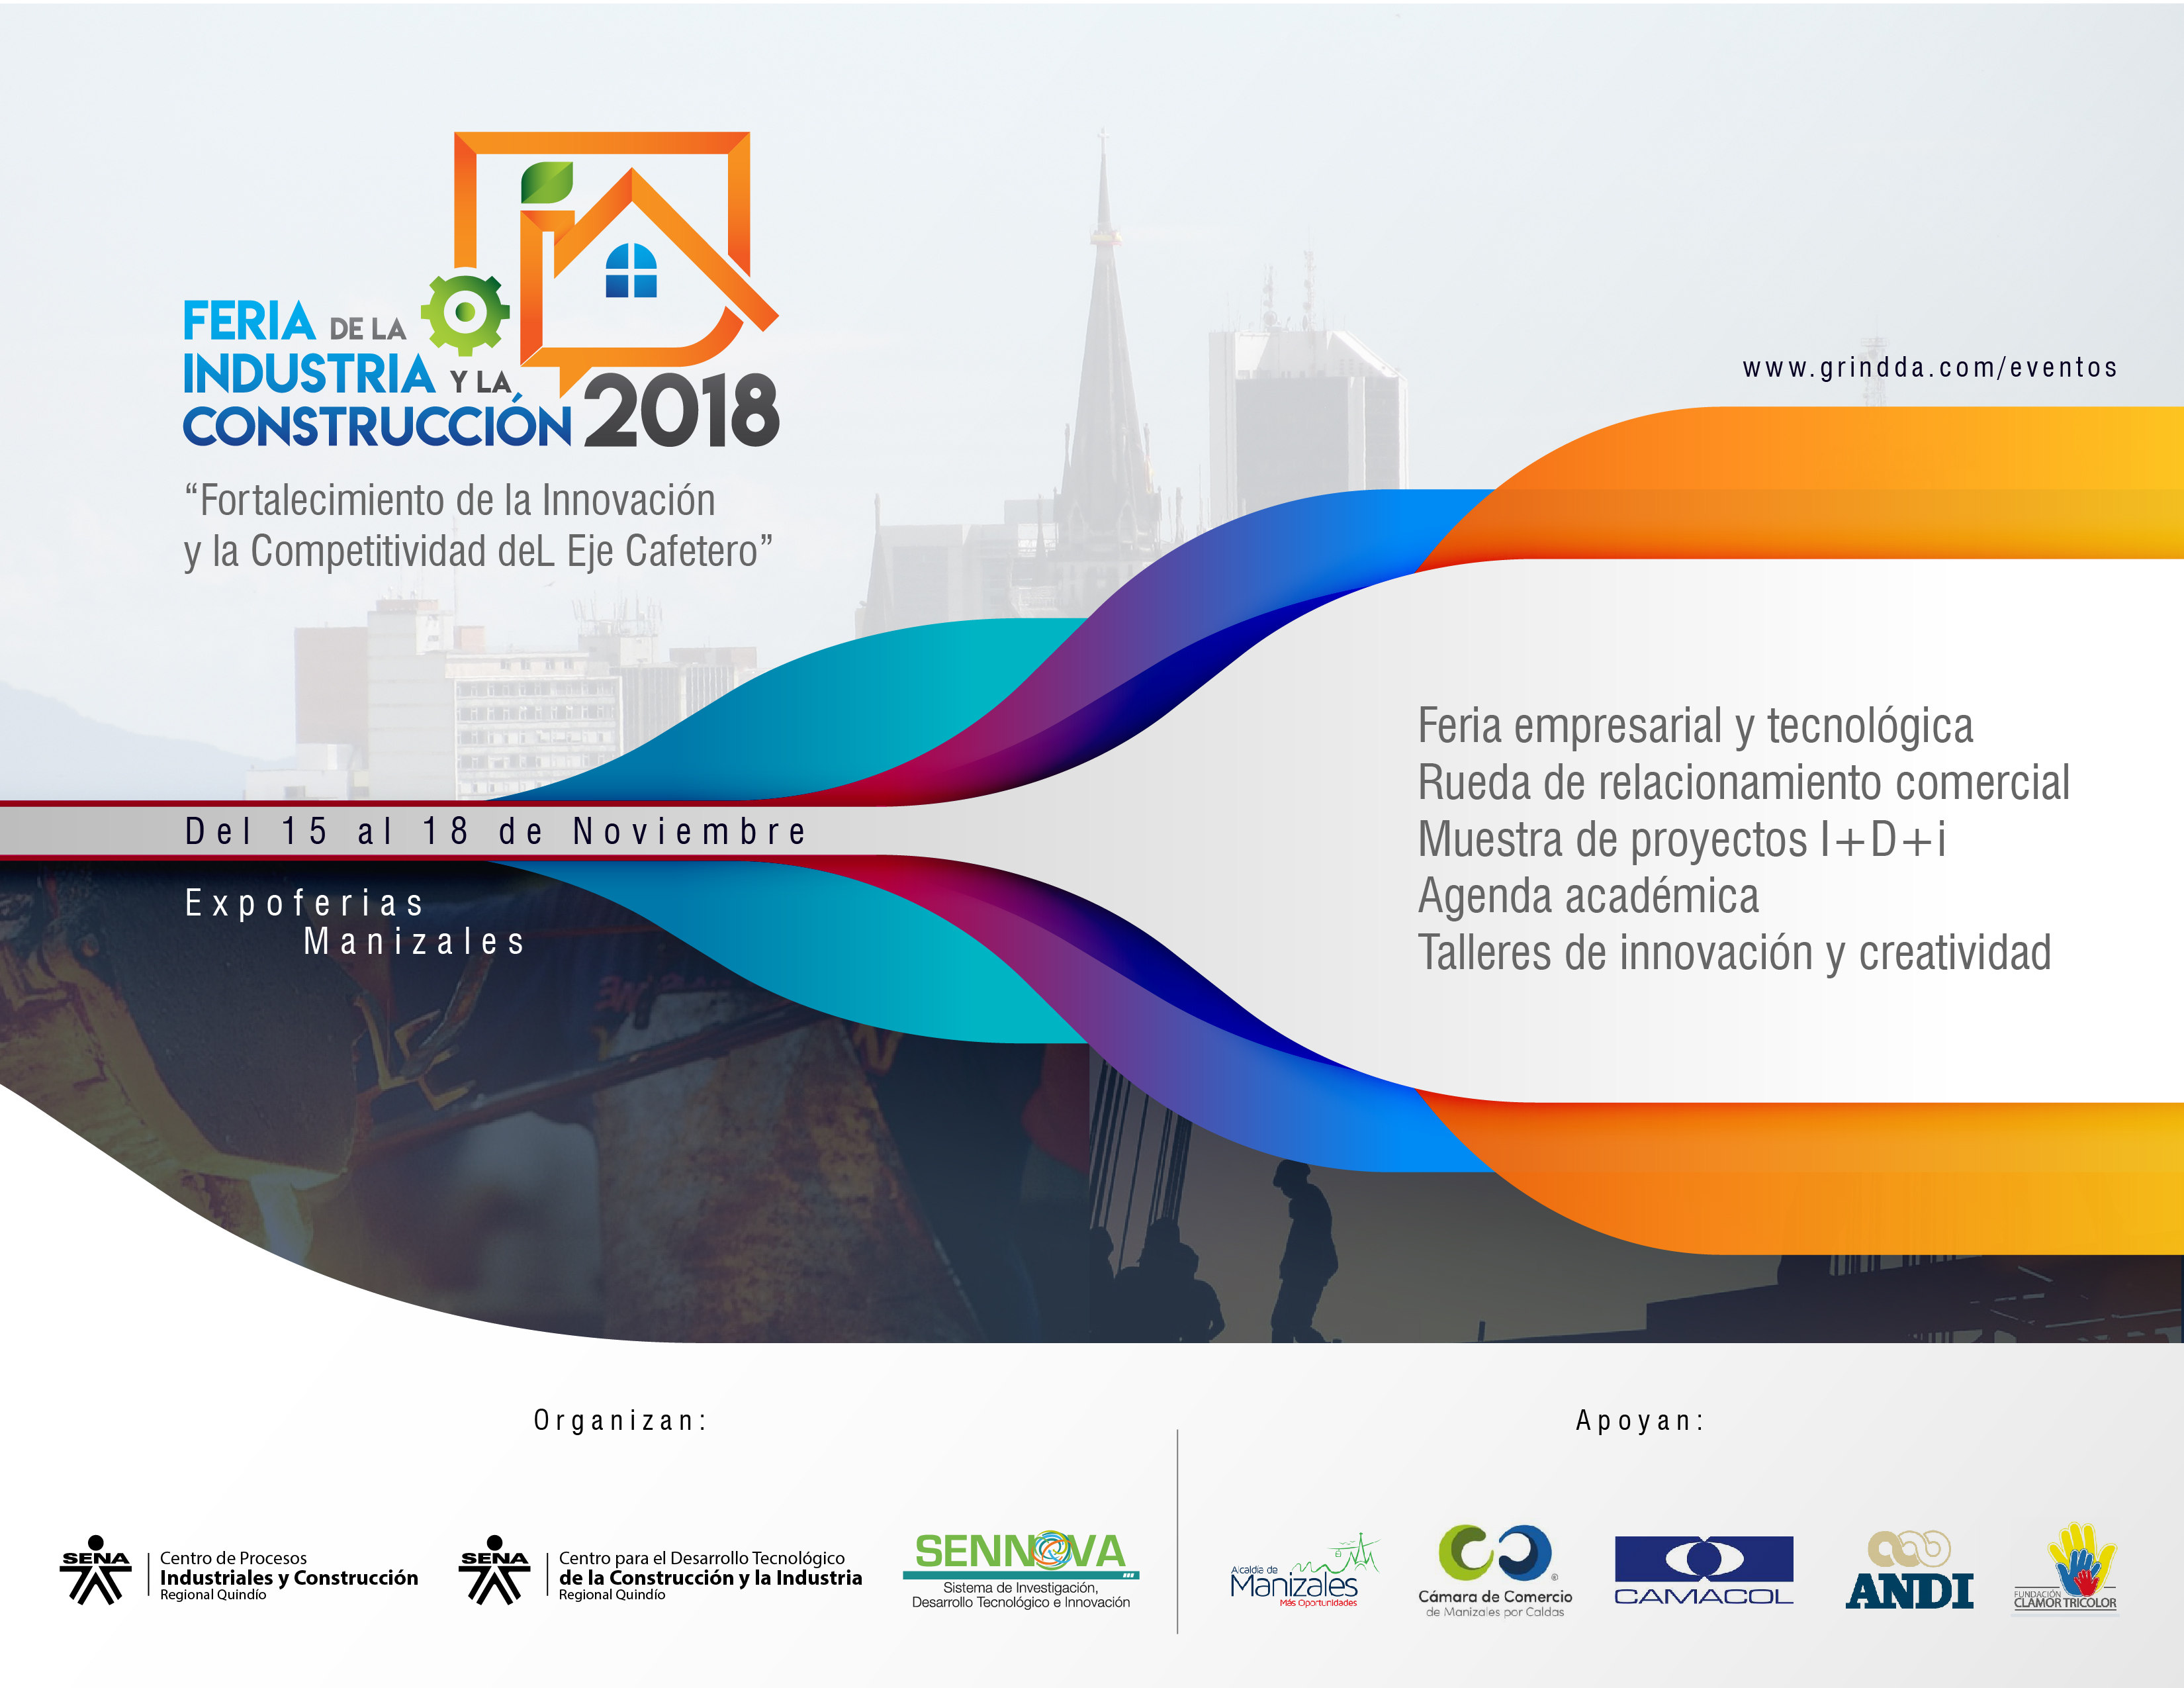 FERIA DE LA
INDUSTRIA Y LA
CONSTRUCCIÓN 2018
“Fortalecimiento de la Innovación
y la Competitividad deL Eje Cafetero”
www.grindda.com/eventos
Del 15 al 18 de Noviembre
Expoferias
Manizales
Feria empresarial y tecnológica
Rueda de relacionamiento comercial
Muestra de proyectos I+D+i
Agenda académica
Talleres de innovación y creatividad
Organizan:
SENA
Centro de Procesos
Industriales y Construcción
Regional Quindío
SENA
Centro para el Desarrollo Tecnológico
de la Construcción y la Industria
Regional Quindío
SENNOVA
Sistema de Investigación,
Desarrollo Tecnológico e Innovación
Apoyan:
Alcaldía de
Manizales
Más Oportunidades
Cámara de Comercio
de Manizales por Caldas
CAMACOL
ANDI
FUNDACIÓN
CLAMOR TRICOLOR